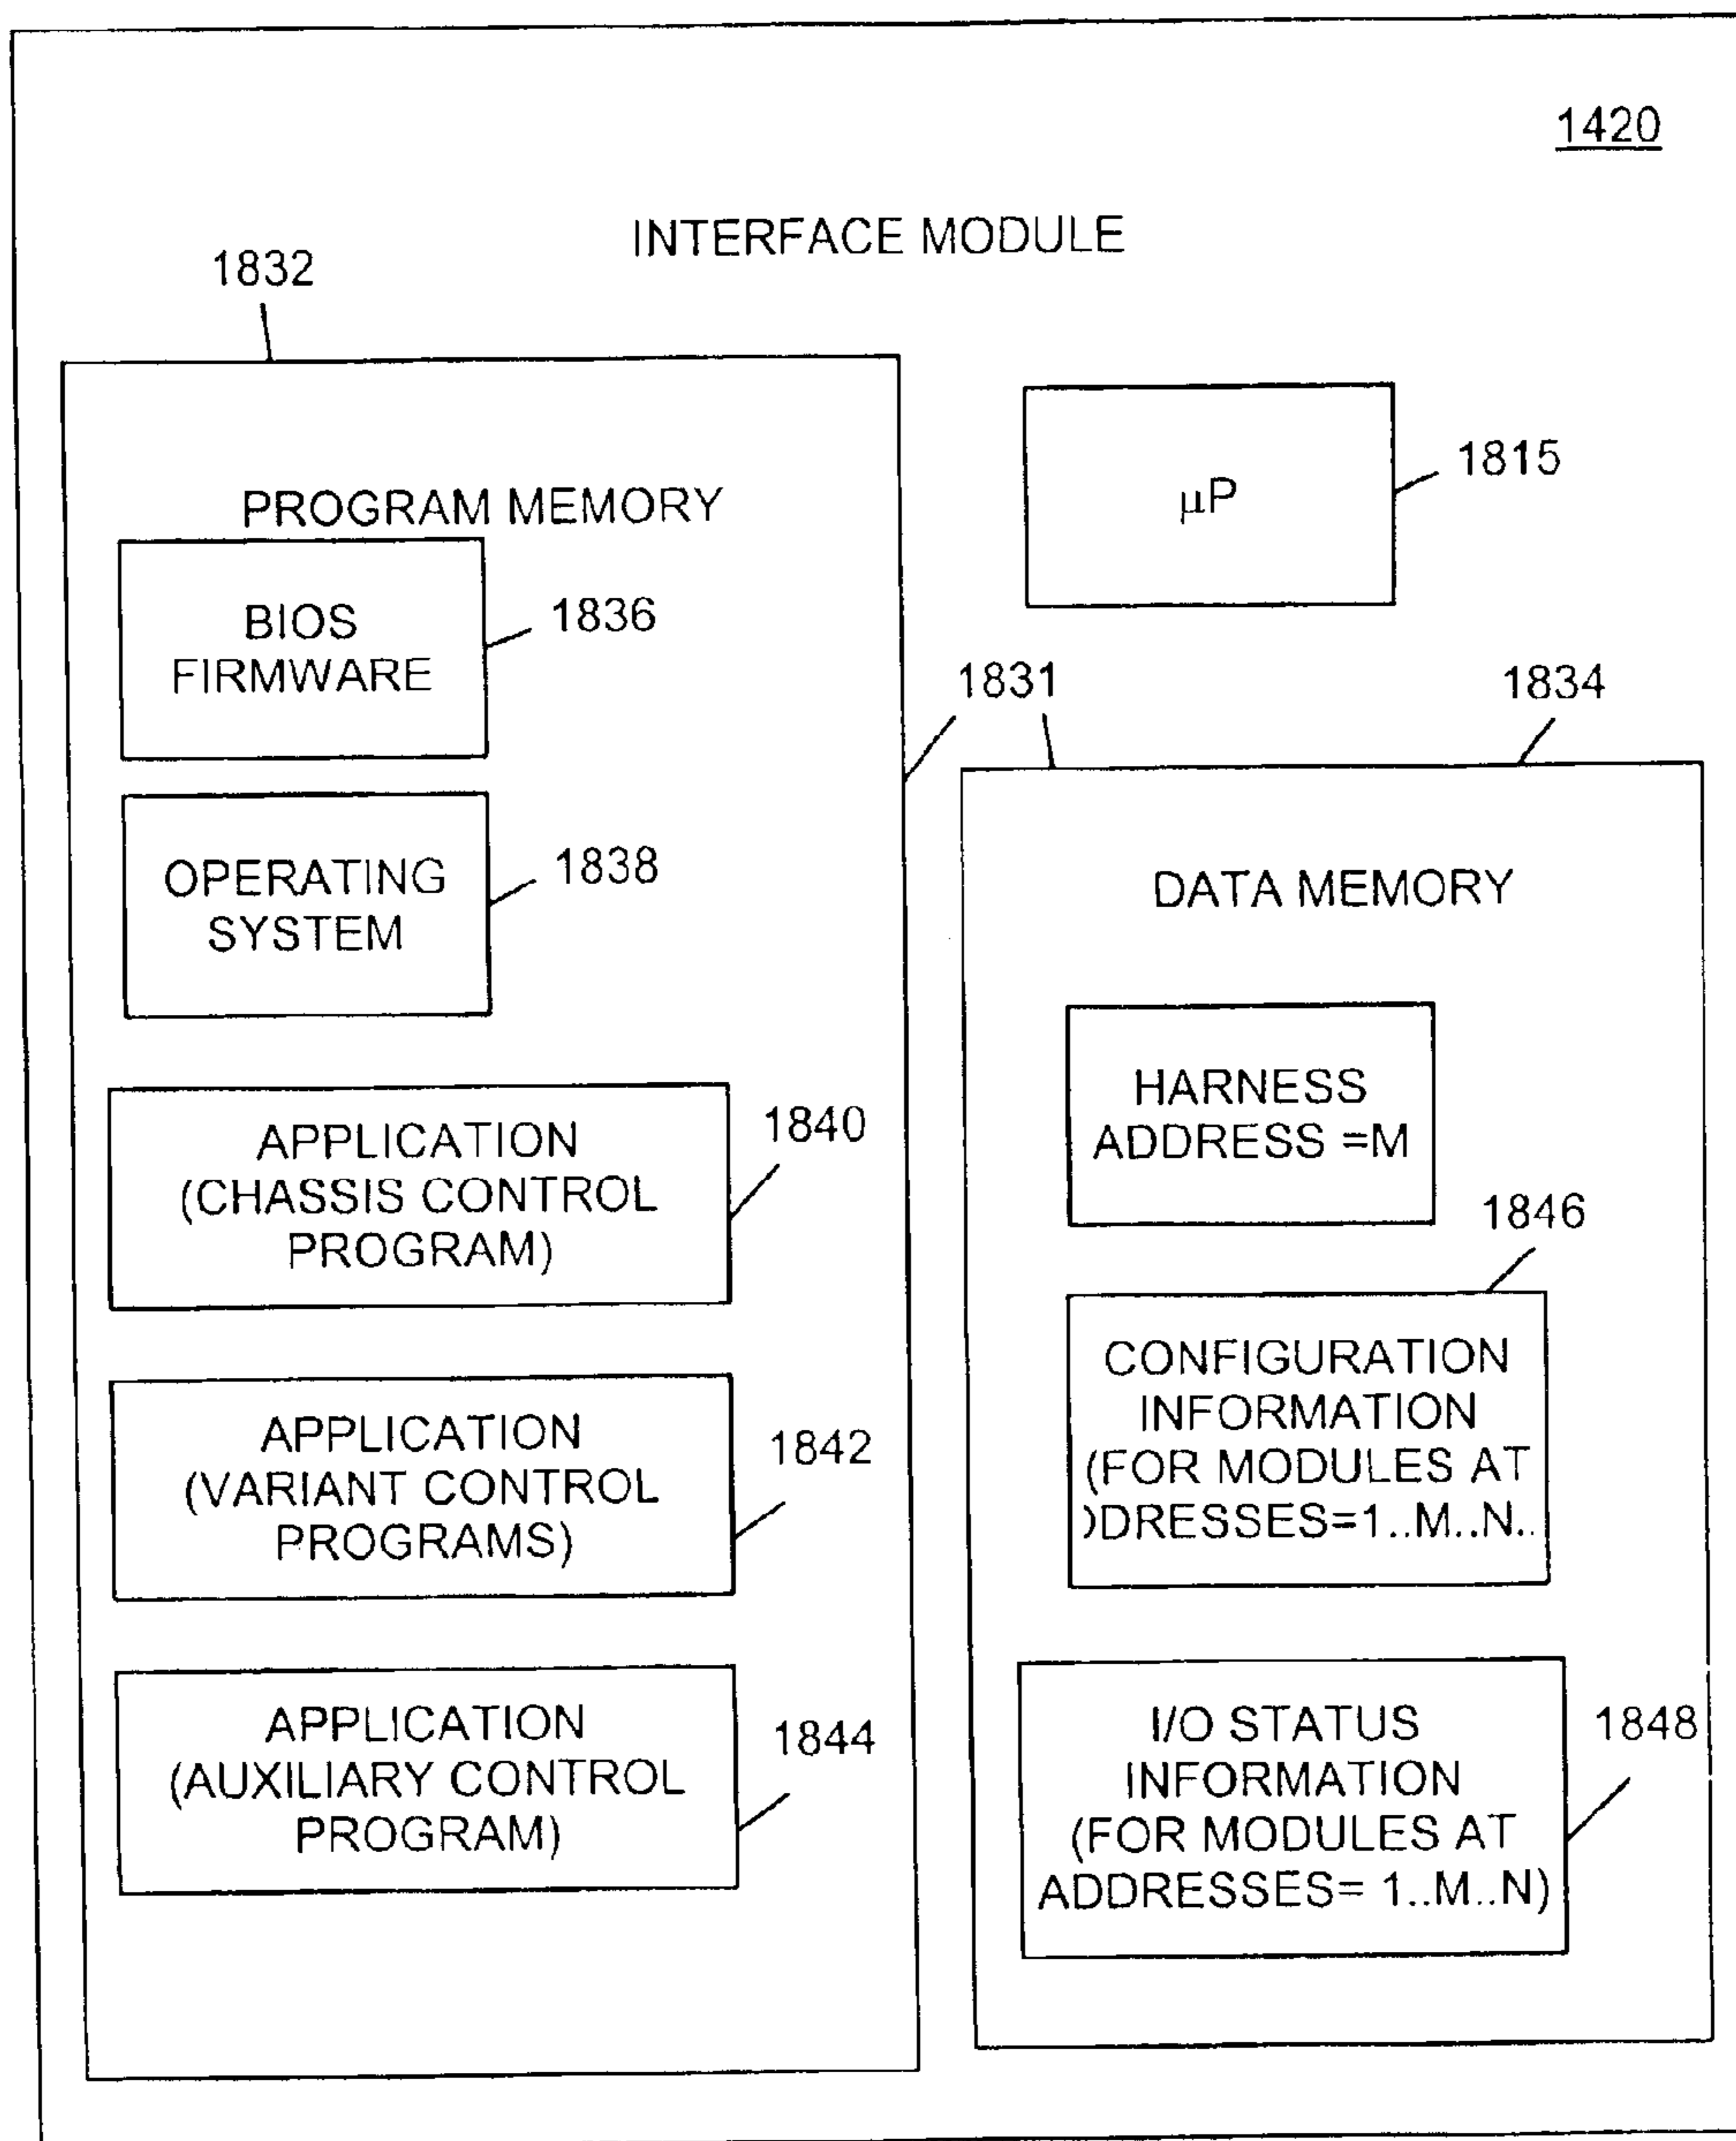 1420
INTERFACE MODULE
1832
PROGRAM MEMORY
BIOS
FIRMWARE
1836
OPERATING
SYSTEM
1838
APPLICATION
(CHASSIS CONTROL
PROGRAM)
1840
APPLICATION
(VARIANT CONTROL
PROGRAMS)
1842
APPLICATION
(AUXILIARY CONTROL
PROGRAM)
1844
µP
1815
1831
1834
DATA MEMORY
HARNESS
ADDRESS =M
1846
CONFIGURATION
INFORMATION
(FOR MODULES AT
DDRESSES=1..M..N..
I/O STATUS
INFORMATION
(FOR MODULES AT
ADDRESSES= 1..M..N)
1848